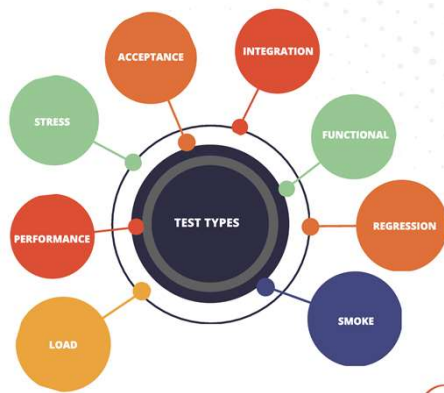 ACCEPTANCE
INTEGRATION
STRESS
FUNCTIONAL
TEST TYPES
PERFORMANCE
REGRESSION
LOAD
SMOKE